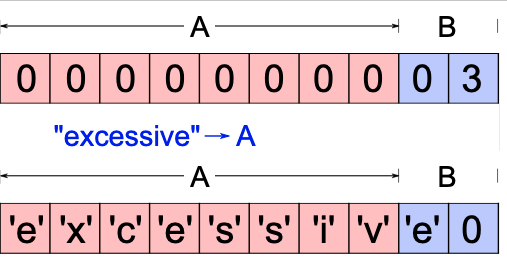 A B
0 0 0 0 0 0 0 0 0 3
"excessive" → A
A B
'e' 'x' 'c' 'e' 's' 's' 'i' 'v' 'e' 0